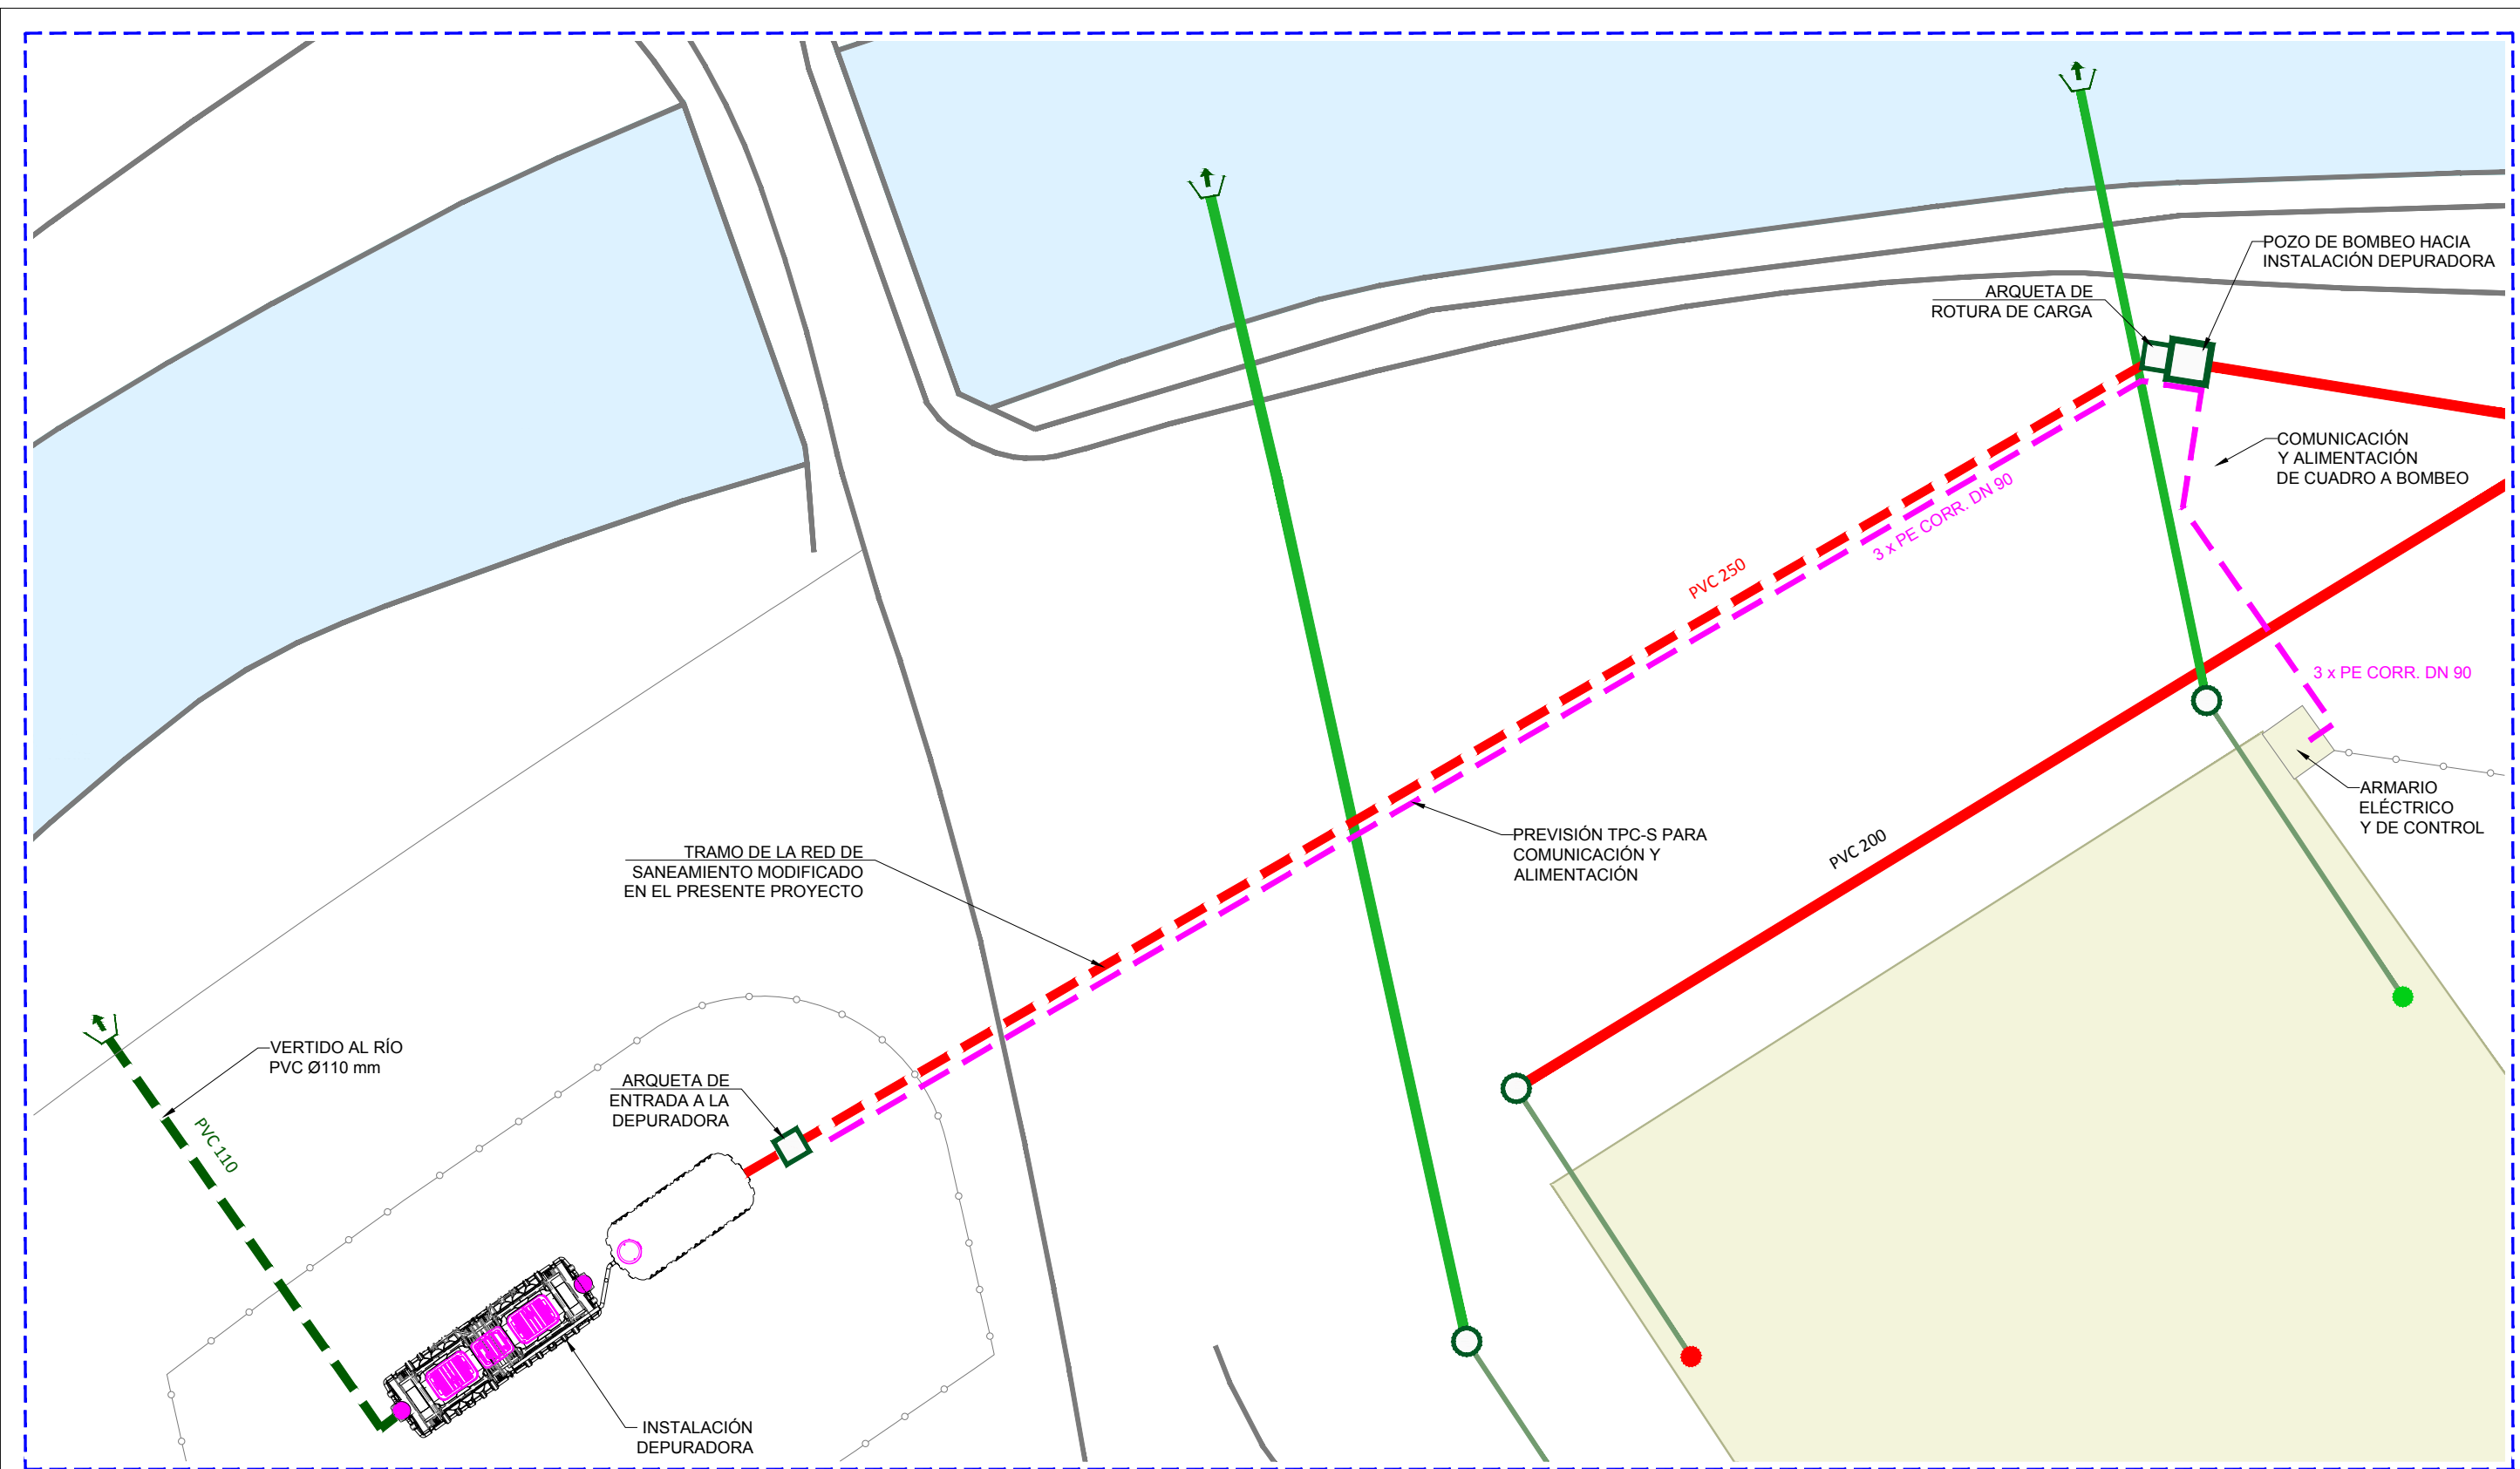 POZO DE BOMBEO HACIA
INSTALACIÓN DEPURADORA
ARQUETA DE
ROTURA DE CARGA
COMUNICACIÓN
Y ALIMENTACIÓN
DE CUADRO A BOMBEO
3 x PE CORR. DN 90
PVC 250
3 x PE CORR. DN 90
ARMARIO
ELÉCTRICO
Y DE CONTROL
PREVISIÓN TPC-S PARA
COMUNICACIÓN Y
ALIMENTACIÓN
PVC 200
TRAMO DE LA RED DE
SANEAMIENTO MODIFICADO
EN EL PRESENTE PROYECTO
VERTIDO AL RÍO
PVC Ø110 mm
ARQUETA DE
ENTRADA A LA
DEPURADORA
PVC 110
INSTALACIÓN
DEPURADORA